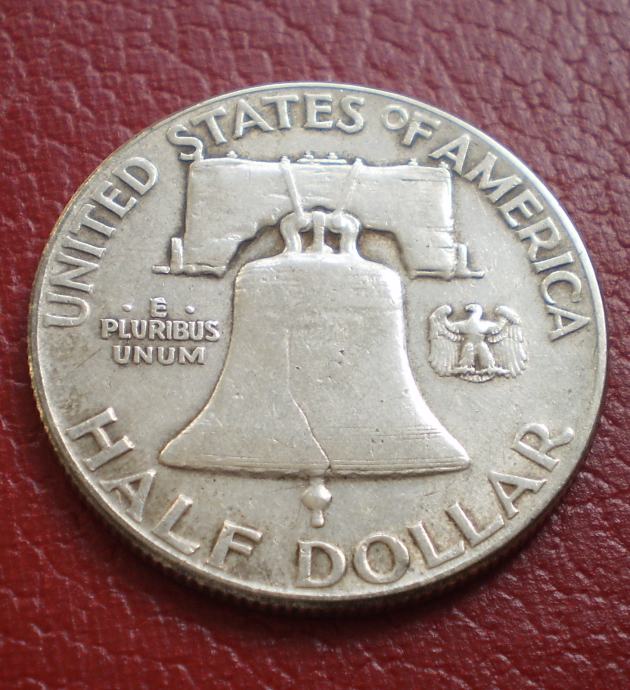 UNITED STATES OF AMERICA
· E ·
PLURIBUS
UNUM
HALF DOLLAR